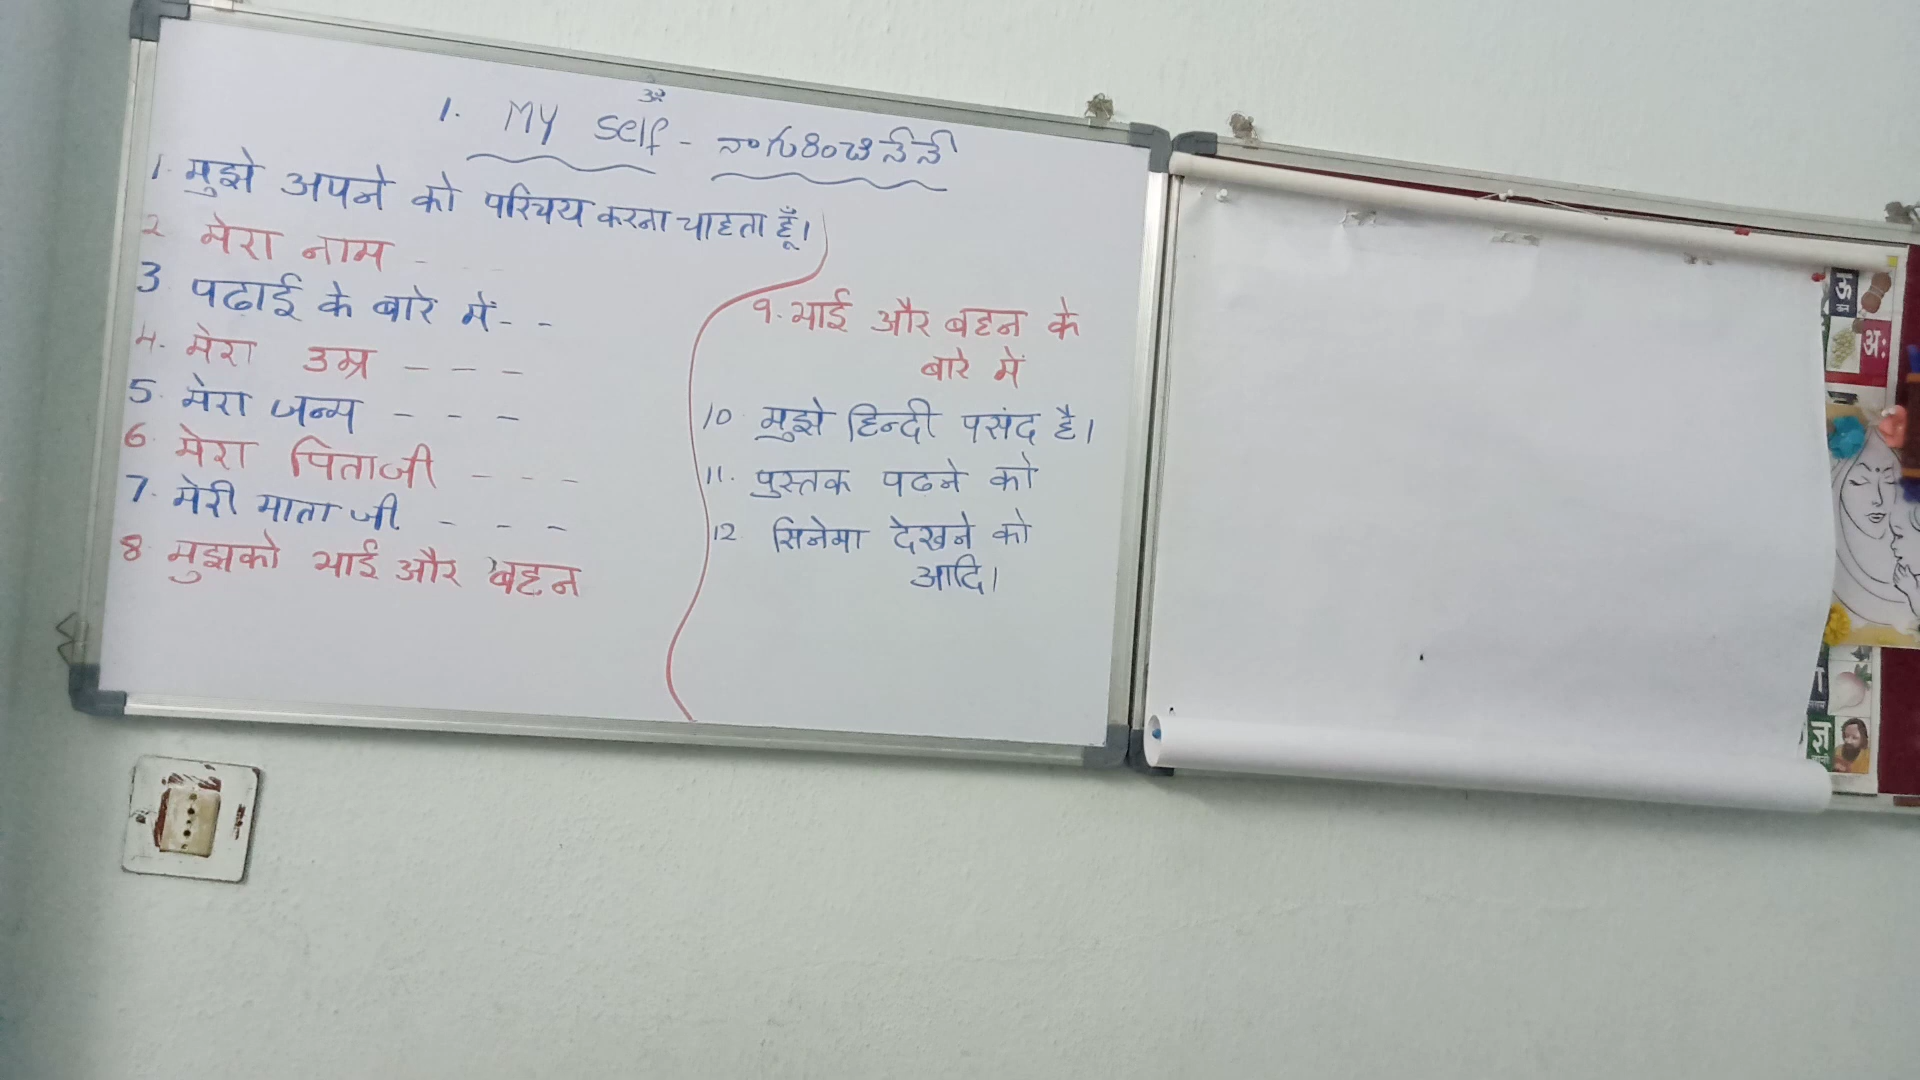 ॐ
1. MY self - నా గురించి నేనే
1. मुझे अपने को परिचय करना चाहता हूँ।
2 मेरा नाम - - -
3 पढाई के बारे में - -
4. मेरा उम्र - - -
5. मेरा जन्म - - -
6. मेरा पिताजी - - -
7. मेरी माता जी - - -
8. मुझको भाई और बहन
9. भाई और बहन के
बारे में
10 मुझे हिन्दी पसंद है।
11. पुस्तक पढने को
12 सिनेमा देखने को
आदि।
ऊ
अः
ज्ञ